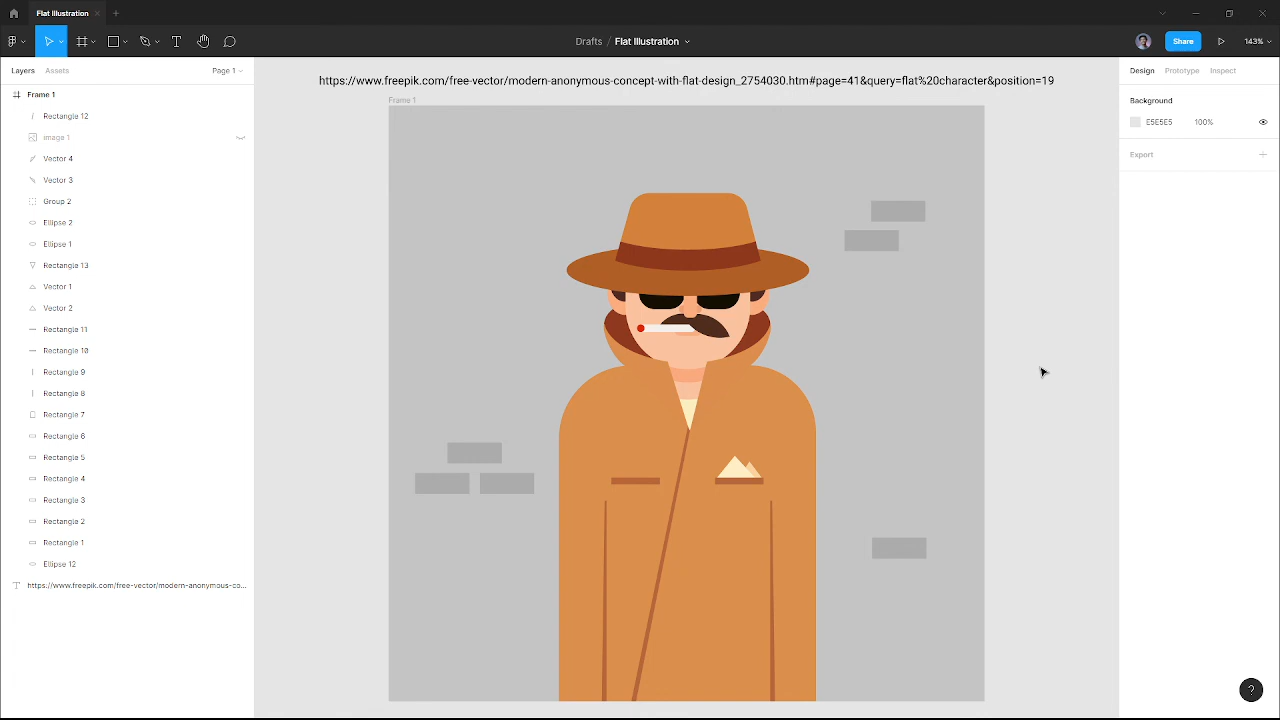 Flat Illustration
Drafts / Flat Illustration
Share
143%
Layers
Assets
Page 1
Design
Prototype
Inspect
https://www.freepik.com/free-vector/modern-anonymous-concept-with-flat-design_2754030.htm#page=41&query=flat%20character&position=19
Frame 1
Frame 1
Rectangle 12
image 1
Vector 4
Vector 3
Group 2
Ellipse 2
Ellipse 1
Rectangle 13
Vector 1
Vector 2
Rectangle 11
Rectangle 10
Rectangle 9
Rectangle 8
Rectangle 7
Rectangle 6
Rectangle 5
Rectangle 4
Rectangle 3
Rectangle 2
Rectangle 1
Ellipse 12
https://www.freepik.com/free-vector/modern-anonymous-co...
Background
E5E5E5 100%
Export
?